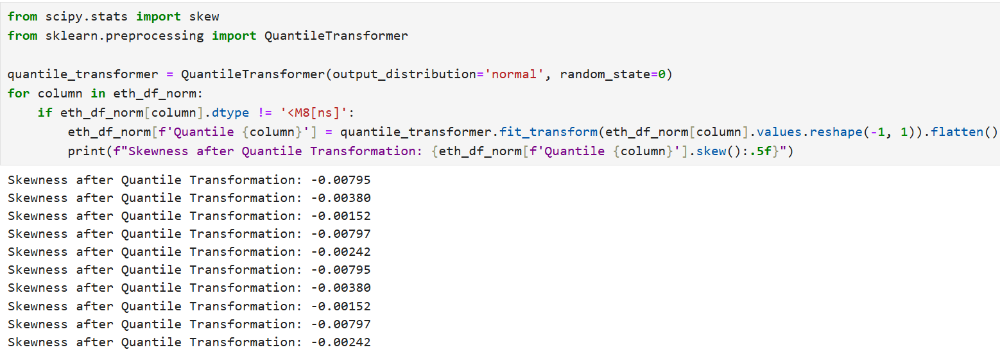 from scipy.stats import skew
from sklearn.preprocessing import QuantileTransformer

quantile_transformer = QuantileTransformer(output_distribution='normal', random_state=0)
for column in eth_df_norm:
    if eth_df_norm[column].dtype != '<M8[ns]':
        eth_df_norm[f'Quantile {column}'] = quantile_transformer.fit_transform(eth_df_norm[column].values.reshape(-1, 1)).flatten()
        print(f"Skewness after Quantile Transformation: {eth_df_norm[f'Quantile {column}'].skew():.5f}")
Skewness after Quantile Transformation: -0.00795
Skewness after Quantile Transformation: -0.00380
Skewness after Quantile Transformation: -0.00152
Skewness after Quantile Transformation: -0.00797
Skewness after Quantile Transformation: -0.00242
Skewness after Quantile Transformation: -0.00795
Skewness after Quantile Transformation: -0.00380
Skewness after Quantile Transformation: -0.00152
Skewness after Quantile Transformation: -0.00797
Skewness after Quantile Transformation: -0.00242